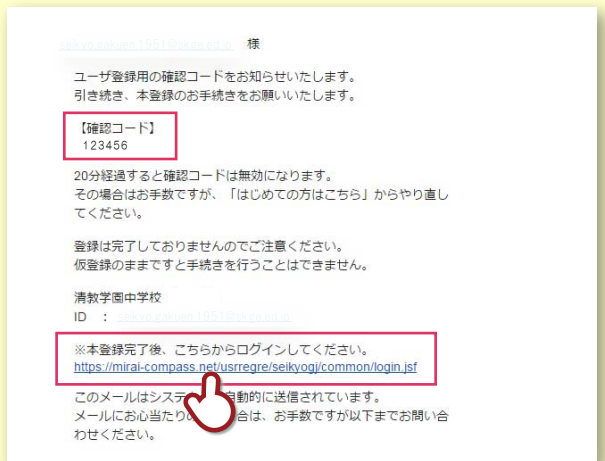 様
ユーザ登録用の確認コードをお知らせいたします。
引き続き、本登録のお手続きをお願いいたします。
【確認コード】
123456
20分経過すると確認コードは無効になります。
その場合はお手数ですが、「はじめての方はこちら」からやり直し
てください。
登録は完了しておりませんのでご注意ください。
仮登録のままですと手続きを行うことはできません。
清教学園中学校
ID ：
※本登録完了後、こちらからログインしてください。
https://mirai-compass.net/usrregre/seikyogj/common/login.jsf
このメールはシステ 自動的に送信されています。
メールにお心当たりの 合は、お手数ですが以下までお問い合
わせください。